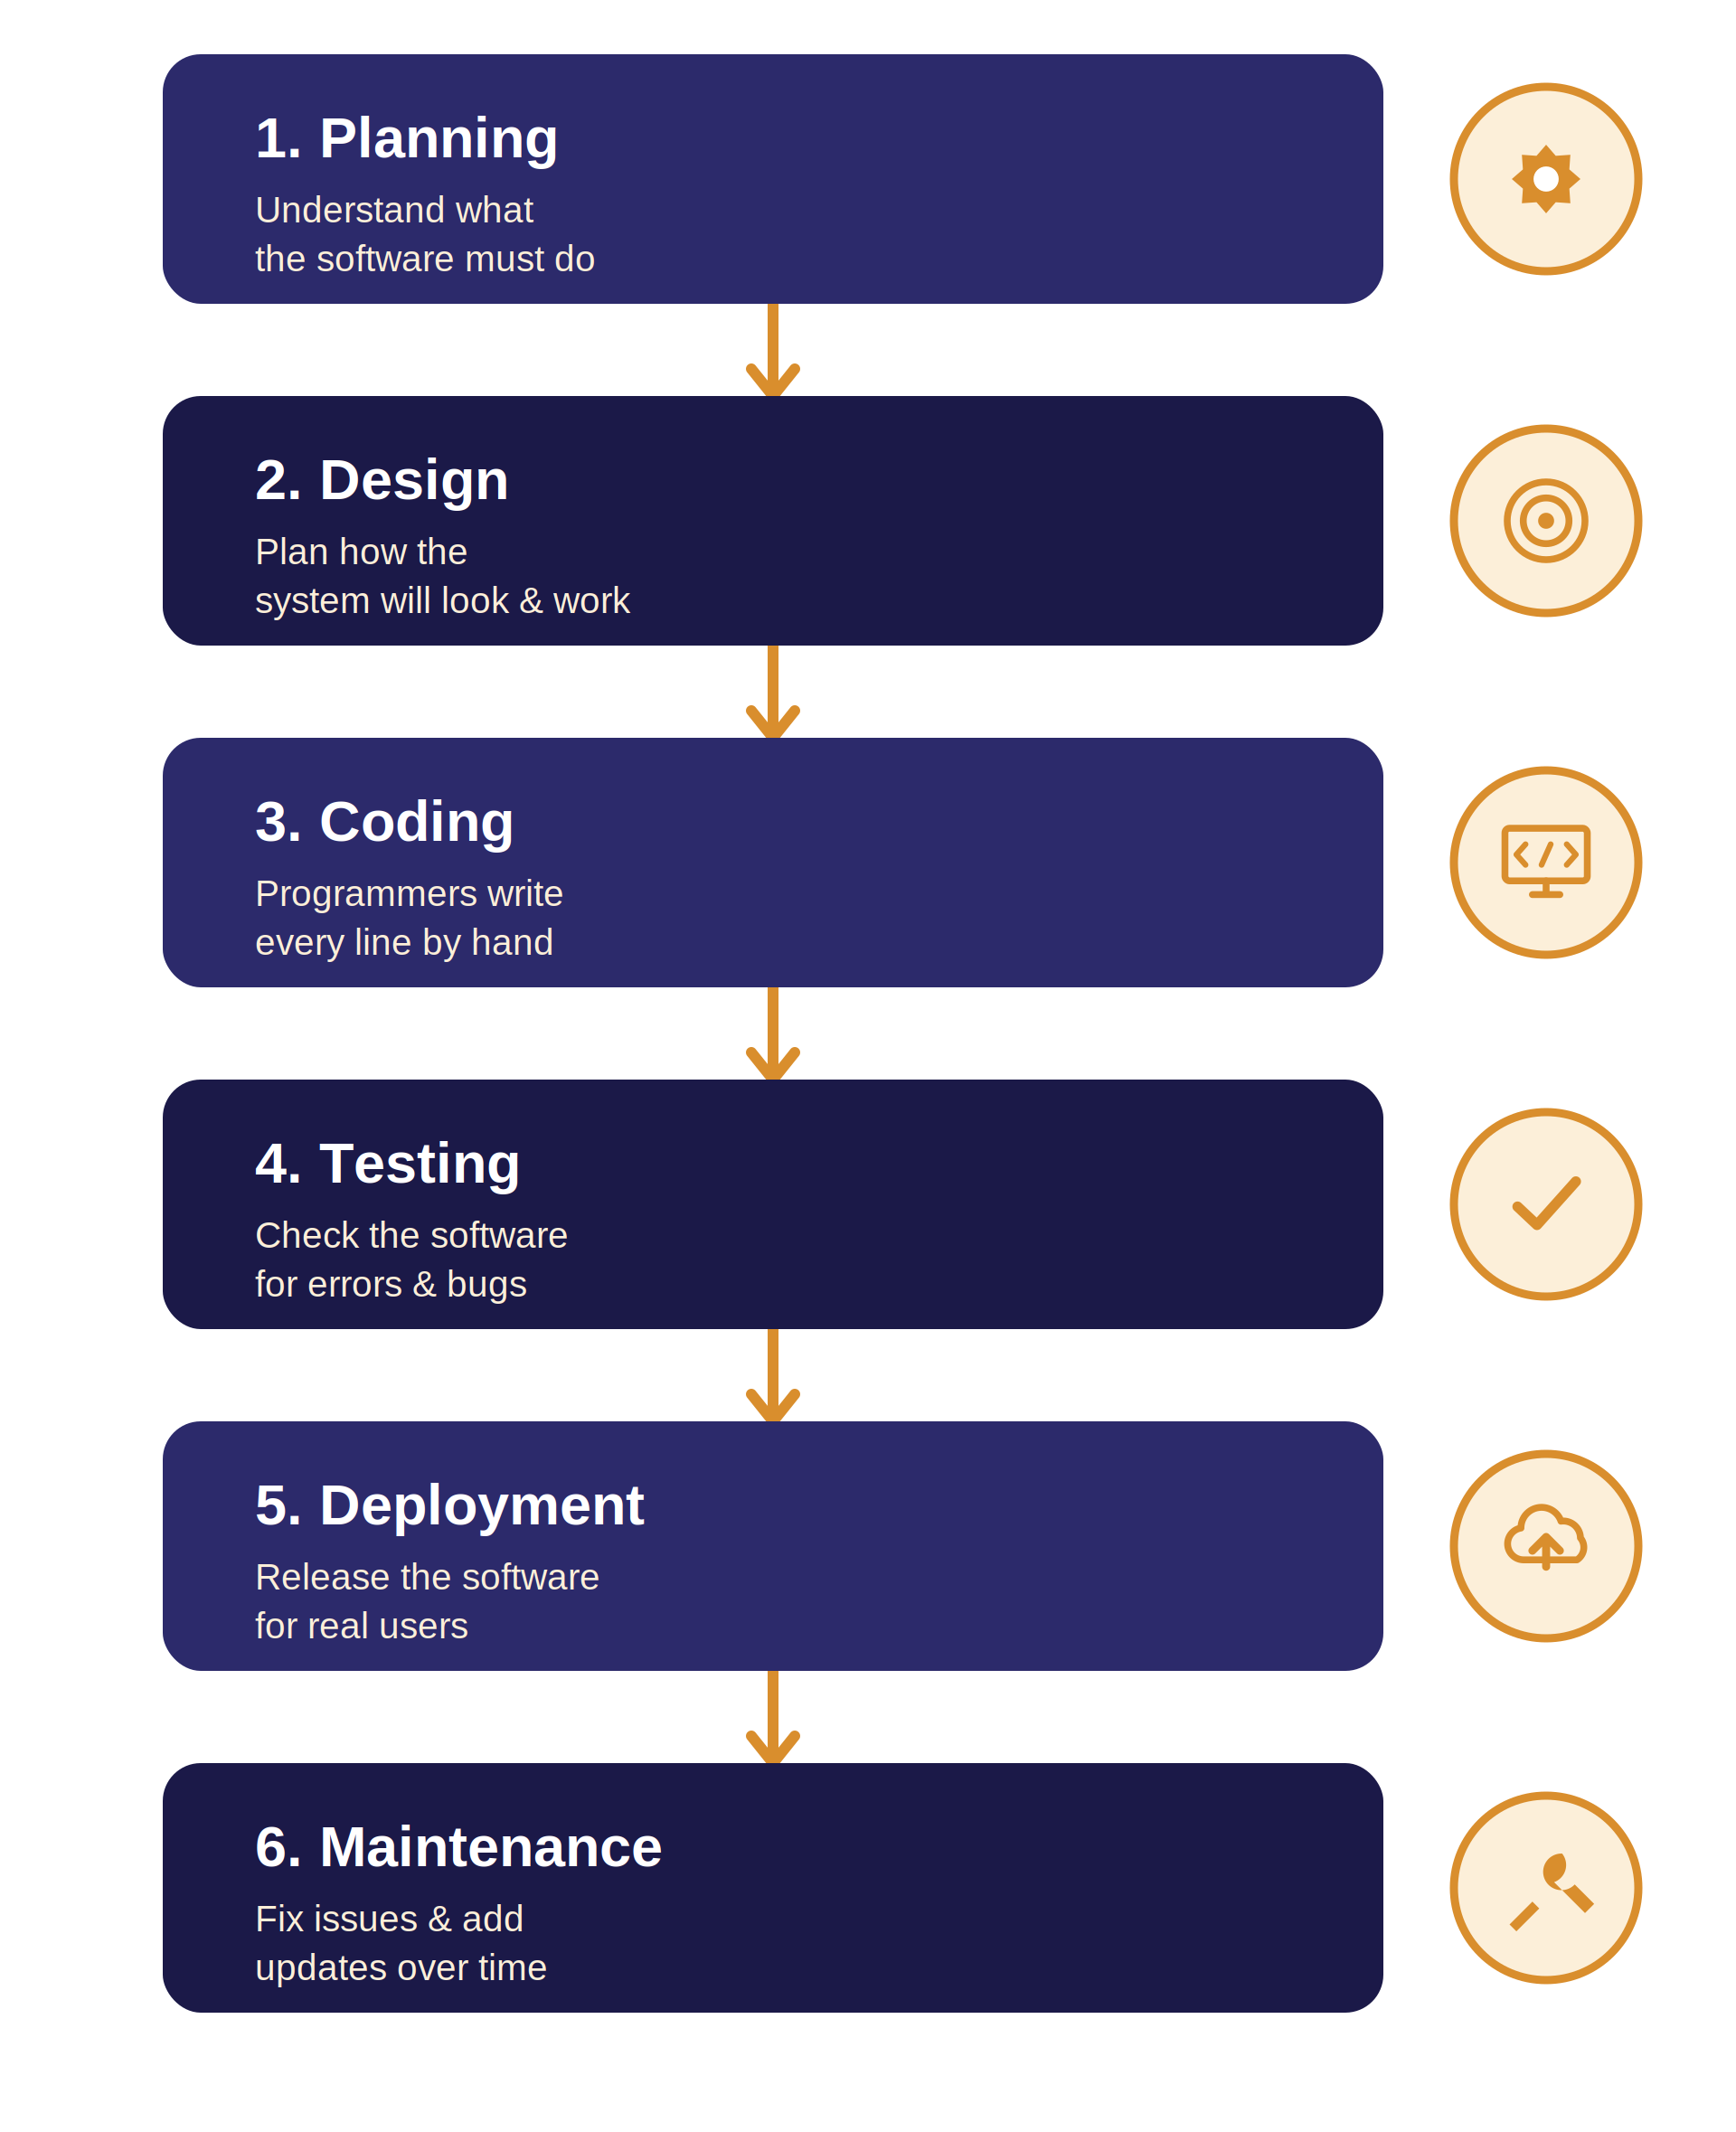 1. Planning
Understand what
the software must do
2. Design
Plan how the
system will look & work
3. Coding
Programmers write
every line by hand
4. Testing
Check the software
for errors & bugs
5. Deployment
Release the software
for real users
6. Maintenance
Fix issues & add
updates over time